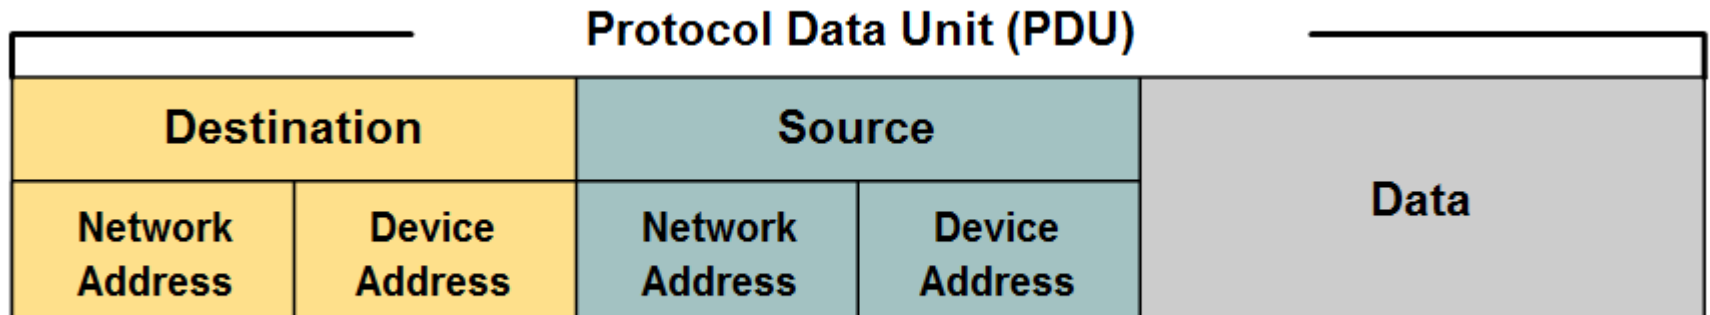 Protocol Data Unit (PDU)
Destination
Source
Data
Network
Address
Device
Address
Network
Address
Device
Address